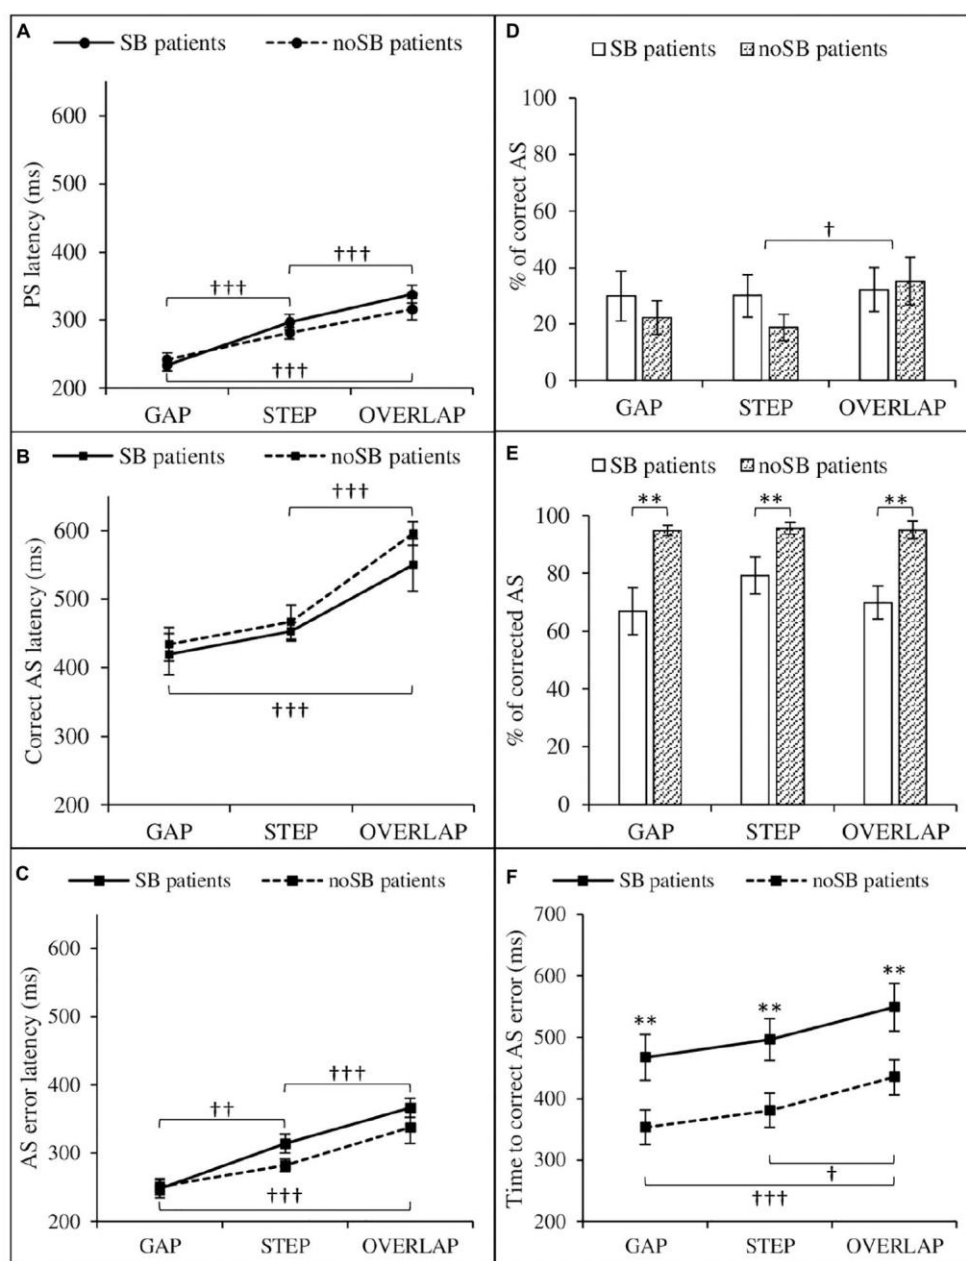 A
SB patients
noSB patients
PS latency (ms)
600
500
400
300
200
†††
†††
†††
GAP
STEP
OVERLAP
B
SB patients
noSB patients
Correct AS latency (ms)
600
500
400
300
200
†††
†††
GAP
STEP
OVERLAP
C
SB patients
noSB patients
AS error latency (ms)
600
500
400
300
200
††
†††
†††
GAP
STEP
OVERLAP
D
SB patients
noSB patients
% of correct AS
100
80
60
40
20
0
†
GAP
STEP
OVERLAP
E
SB patients
noSB patients
% of corrected AS
100
80
60
40
20
0
**
**
**
GAP
STEP
OVERLAP
F
SB patients
noSB patients
Time to correct AS error (ms)
700
600
500
400
300
200
**
**
**
†
†††
GAP
STEP
OVERLAP